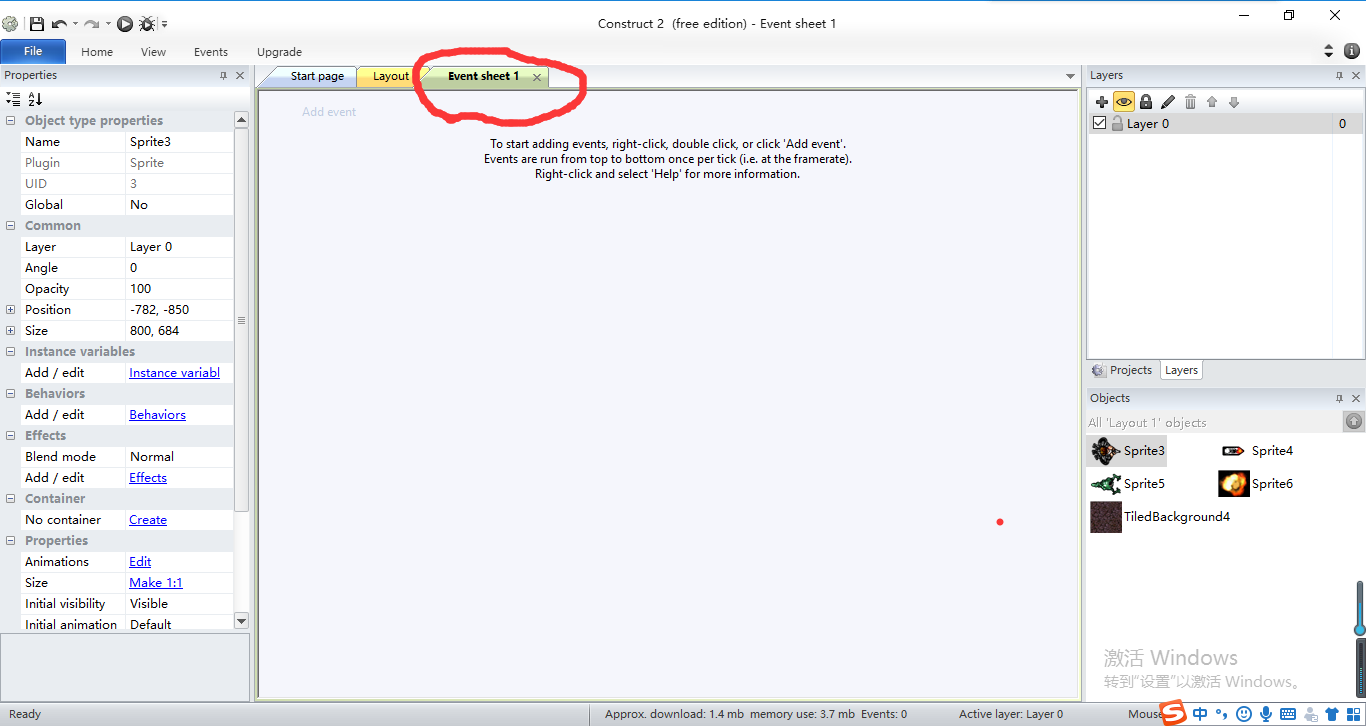 Construct 2 (free edition) - Event sheet 1
File Home View Events Upgrade
Properties
Object type properties
Name Sprite3
Plugin Sprite
UID 3
Global No
Common
Layer Layer 0
Angle 0
Opacity 100
Position -782, -850
Size 800, 684
Instance variables
Add / edit Instance variabl
Behaviors
Add / edit Behaviors
Effects
Blend mode Normal
Add / edit Effects
Container
No container Create
Properties
Animations Edit
Size Make 1:1
Initial visibility Visible
Initial animation Default
Start page Layout Event sheet 1
Add event
To start adding events, right-click, double click, or click 'Add event'.
Events are run from top to bottom once per tick (i.e. at the framerate).
Right-click and select 'Help' for more information.
Layers
Layer 0 0
Projects Layers
Objects
All 'Layout 1' objects
Sprite3 Sprite4
Sprite5 Sprite6
TiledBackground4
激活 Windows
转到“设置”以激活 Windows。
Ready Approx. download: 1.4 mb memory use: 3.7 mb Events: 0 Active layer: Layer 0 Mouse
中